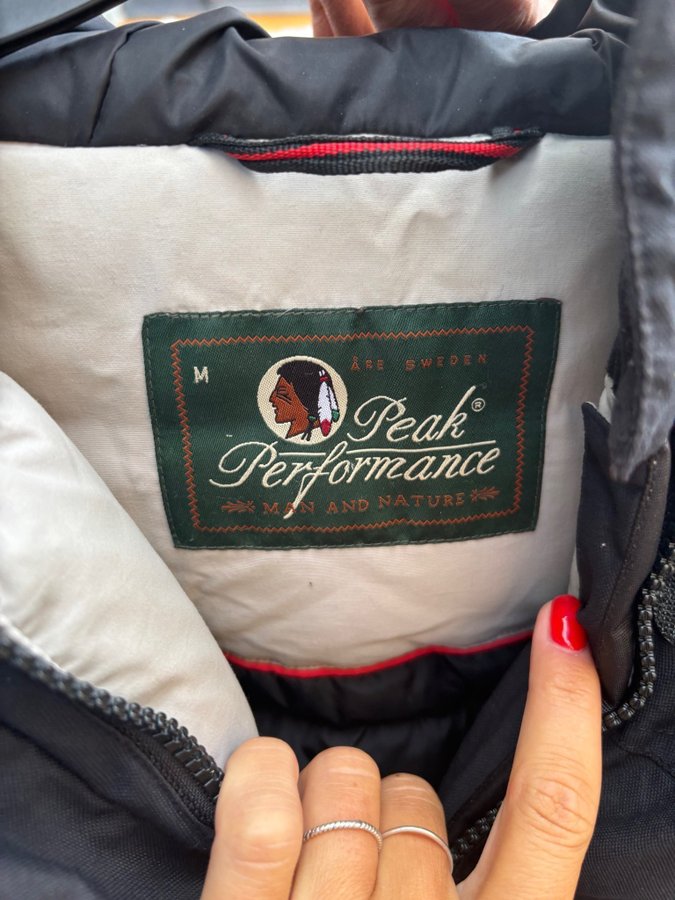 M
ÅRE SWEDEN
Peak®
Performance
MAN AND NATURE